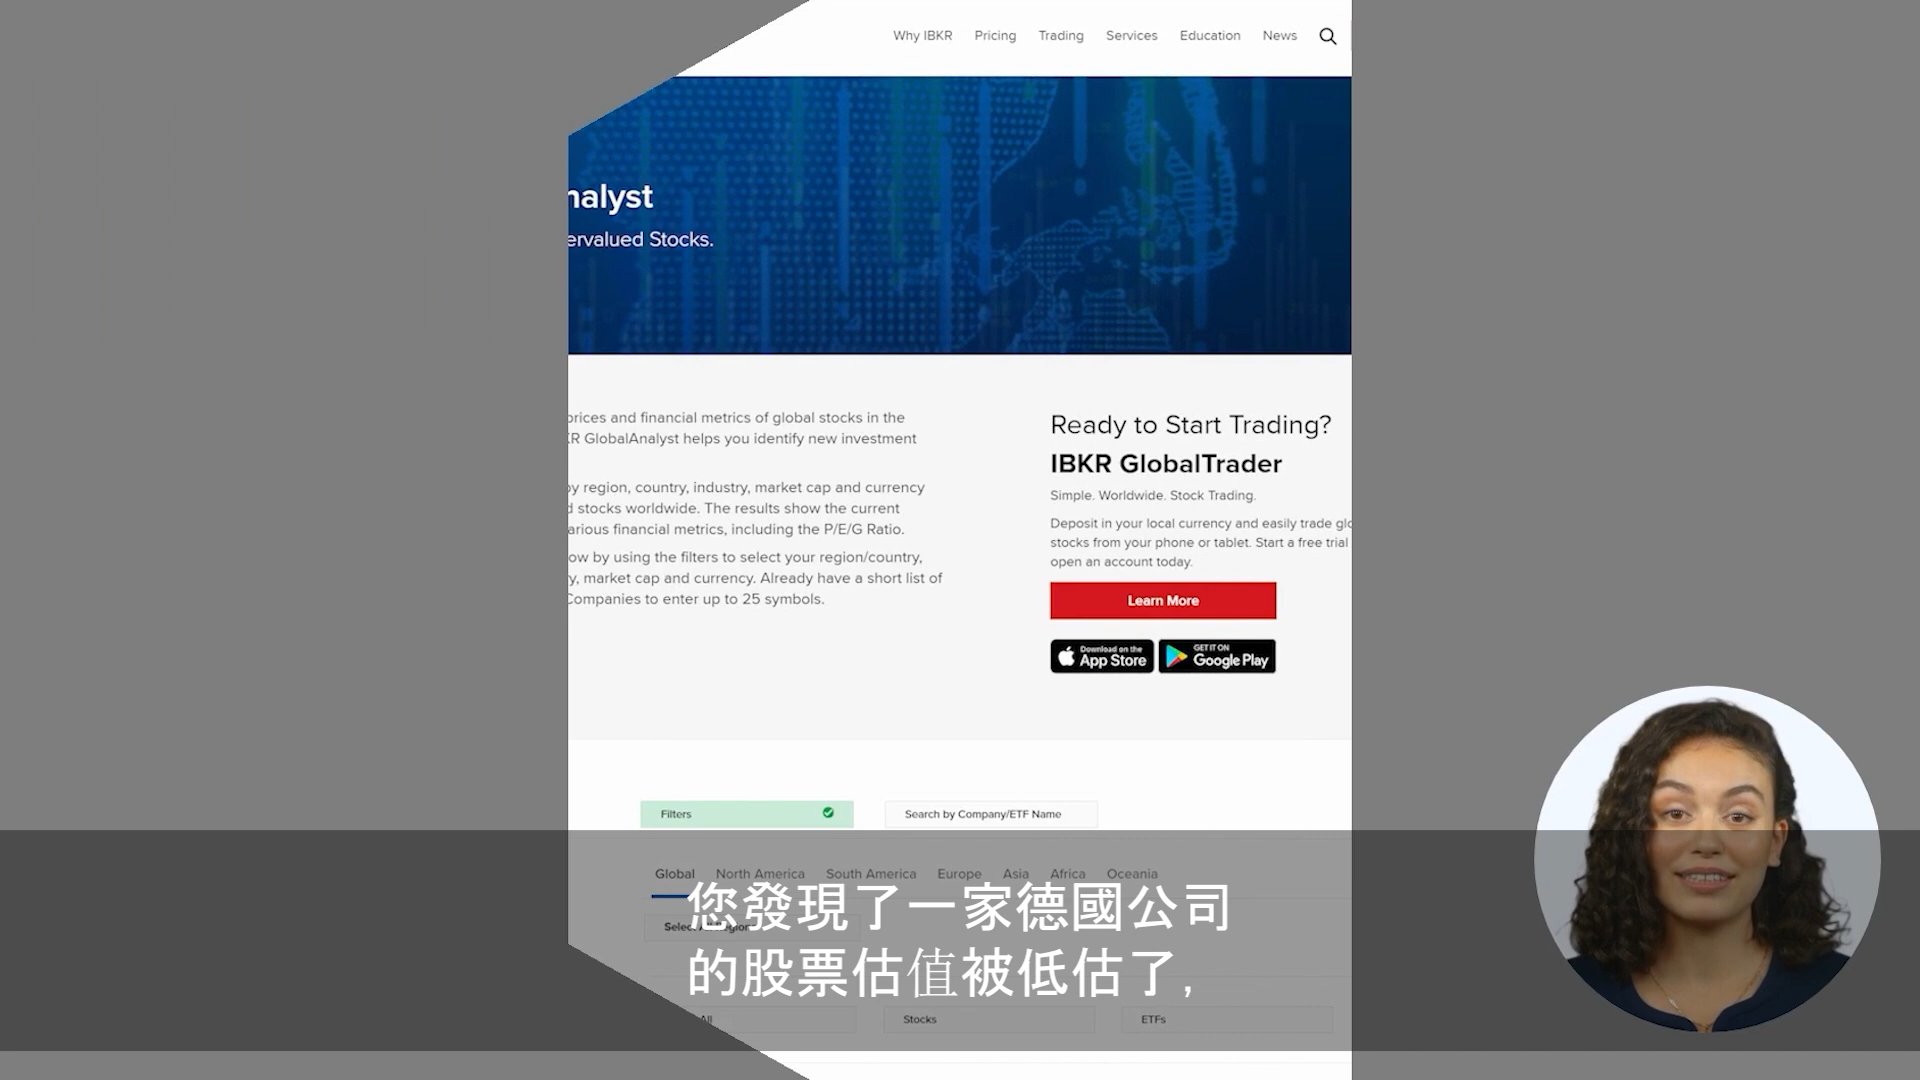 Why IBKR Pricing Trading Services Education News
nalyst
ervalued Stocks.
prices and financial metrics of global stocks in the
KR GlobalAnalyst helps you identify new investment
by region, country, industry, market cap and currency
d stocks worldwide. The results show the current
arious financial metrics, including the P/E/G Ratio.
ow by using the filters to select your region/country,
y, market cap and currency. Already have a short list of
Companies to enter up to 25 symbols.
Ready to Start Trading?
IBKR GlobalTrader
Simple. Worldwide. Stock Trading.
Deposit in your local currency and easily trade glo
stocks from your phone or tablet. Start a free trial
open an account today.
Learn More
Download on the
App Store
GET IT ON
Google Play
Filters
Search by Company/ETF Name
Global North America South America Europe Asia Africa Oceania
Select All Regions
您發現了一家德國公司
的股票估值被低估了,
All
Stocks
ETFs